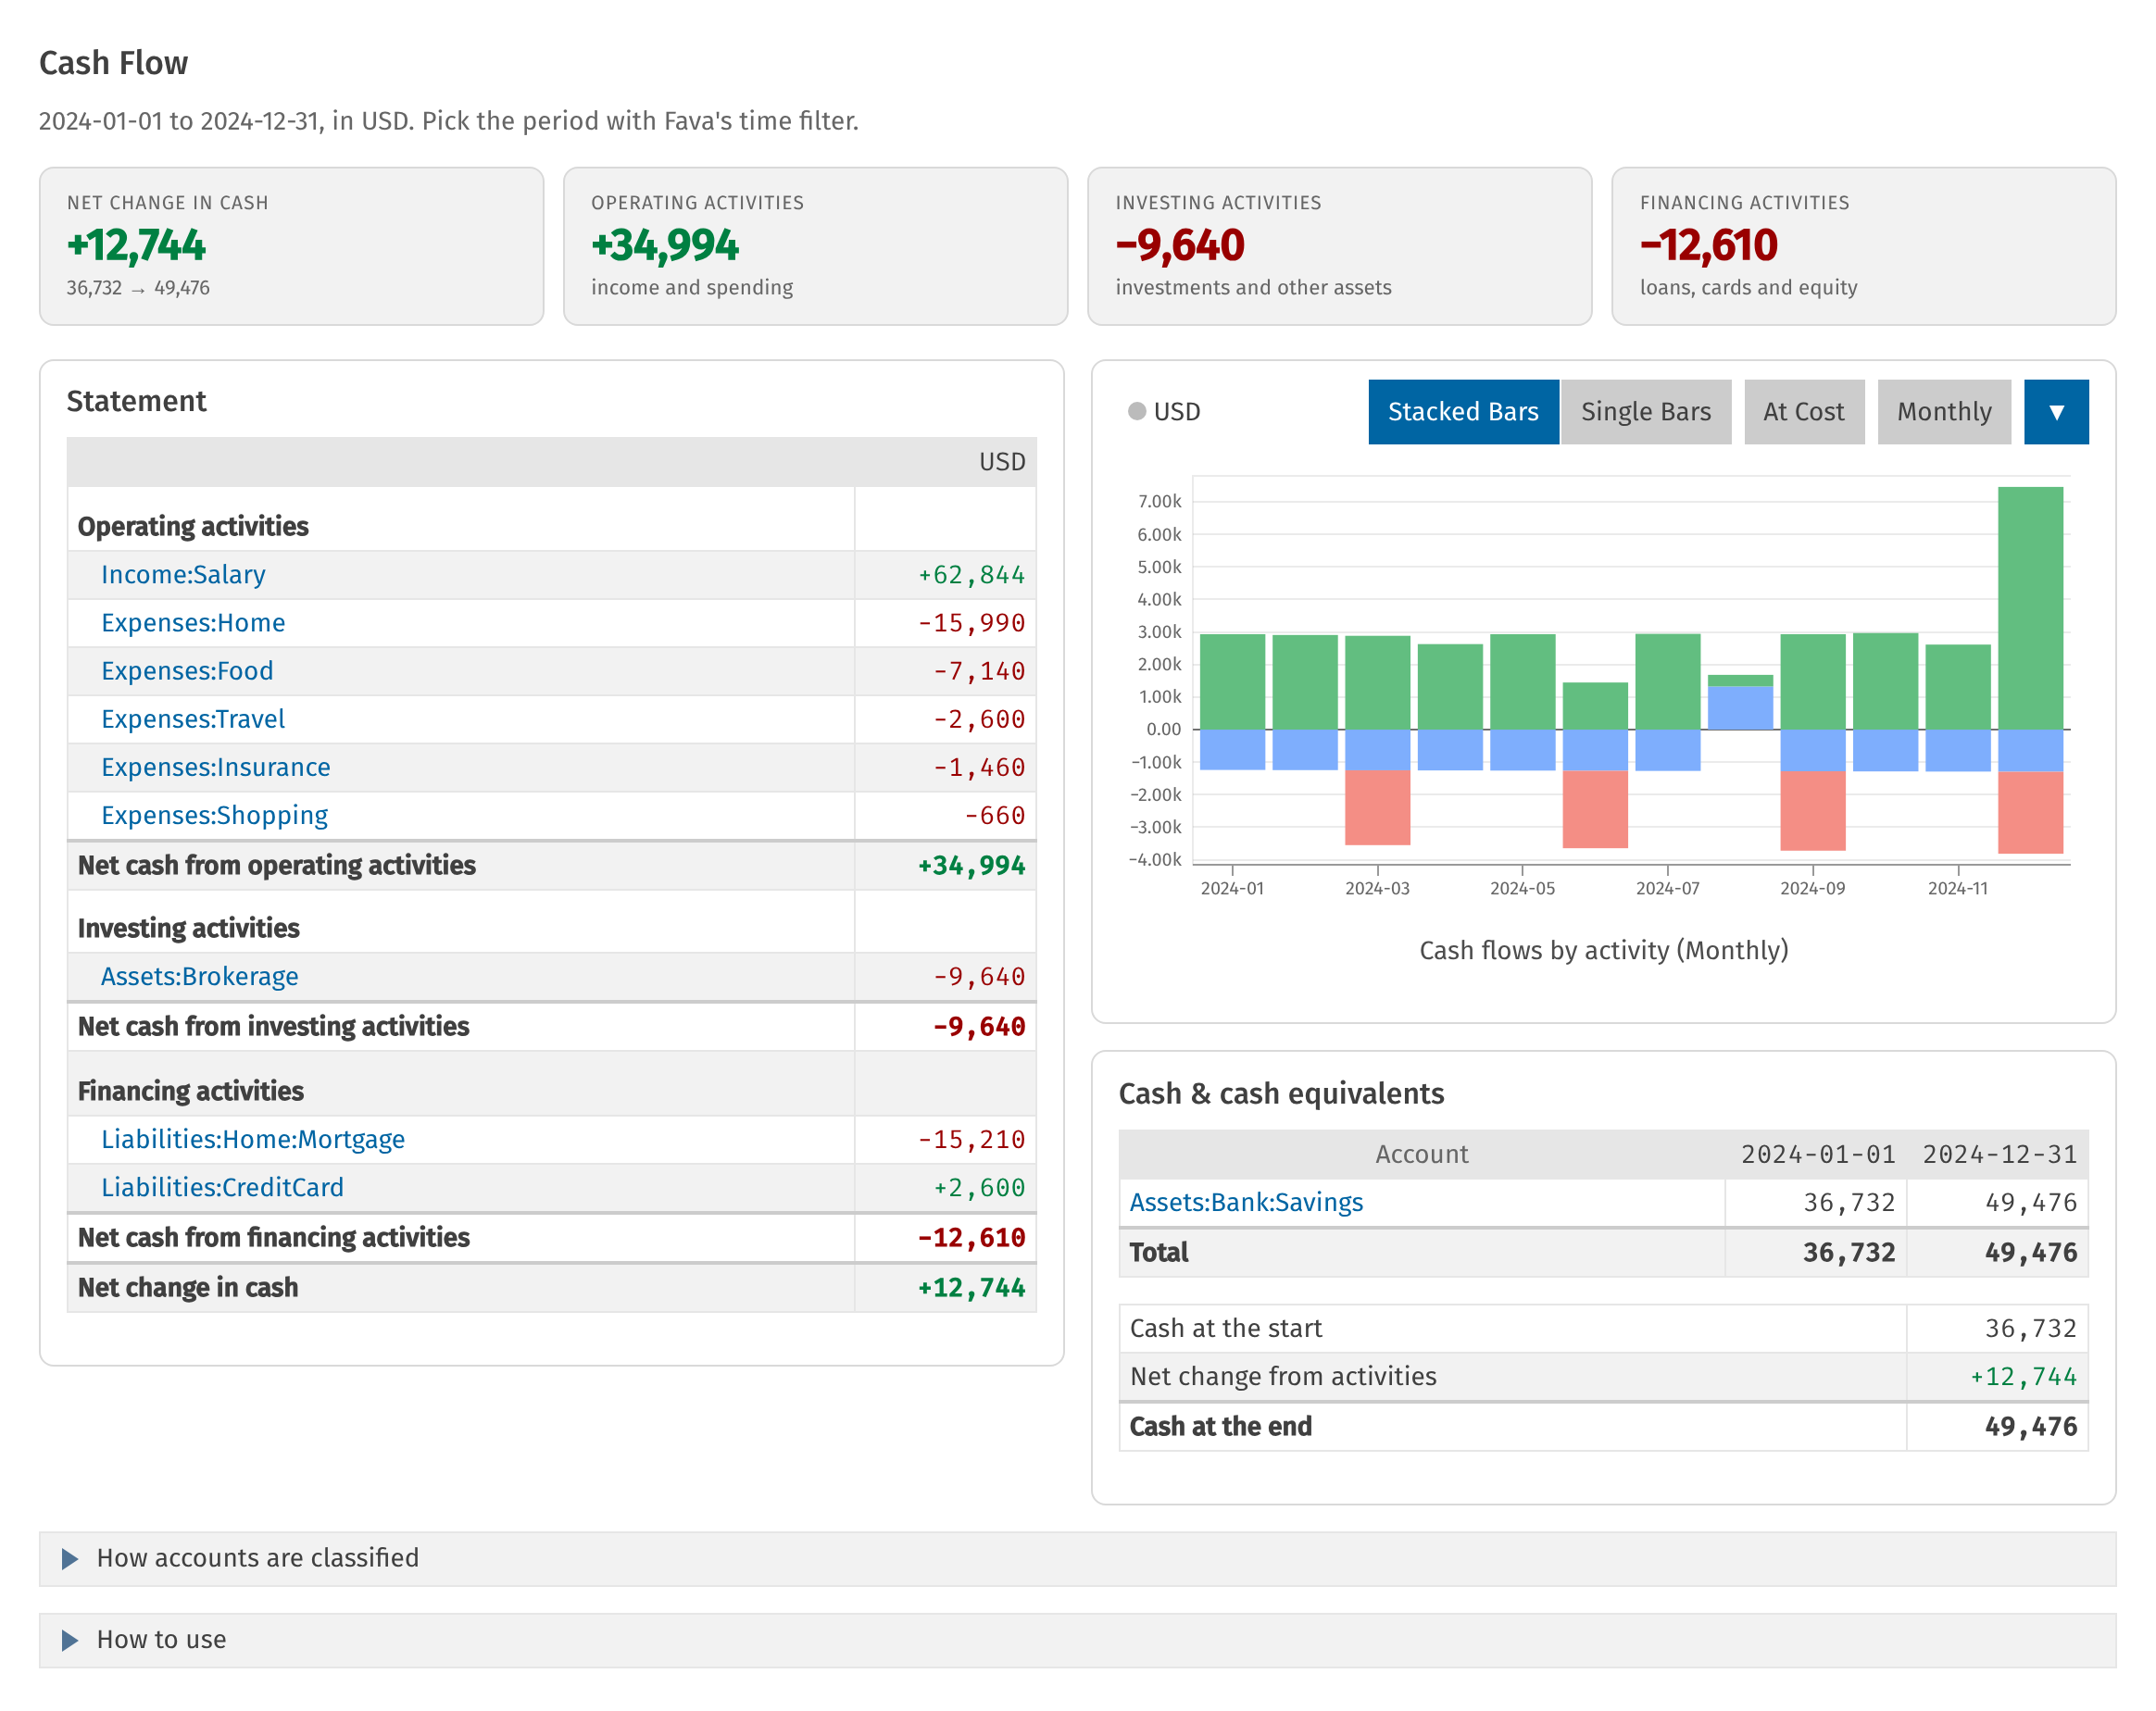 Cash Flow
2024-01-01 to 2024-12-31, in USD. Pick the period with Fava's time filter.
NET CHANGE IN CASH
+12,744
36,732 → 49,476
OPERATING ACTIVITIES
+34,994
income and spending
INVESTING ACTIVITIES
−9,640
investments and other assets
FINANCING ACTIVITIES
−12,610
loans, cards and equity
Statement
USD
Operating activities
Income:Salary +62,844
Expenses:Home -15,990
Expenses:Food -7,140
Expenses:Travel -2,600
Expenses:Insurance -1,460
Expenses:Shopping -660
Net cash from operating activities +34,994
Investing activities
Assets:Brokerage -9,640
Net cash from investing activities -9,640
Financing activities
Liabilities:Home:Mortgage -15,210
Liabilities:CreditCard +2,600
Net cash from financing activities -12,610
Net change in cash +12,744
USD Stacked Bars Single Bars At Cost Monthly ▼
7.00k
6.00k
5.00k
4.00k
3.00k
2.00k
1.00k
0.00
−1.00k
−2.00k
−3.00k
−4.00k
2024-01 2024-03 2024-05 2024-07 2024-09 2024-11
Cash flows by activity (Monthly)
Cash & cash equivalents
Account 2024-01-01 2024-12-31
Assets:Bank:Savings 36,732 49,476
Total 36,732 49,476
Cash at the start 36,732
Net change from activities +12,744
Cash at the end 49,476
How accounts are classified
How to use